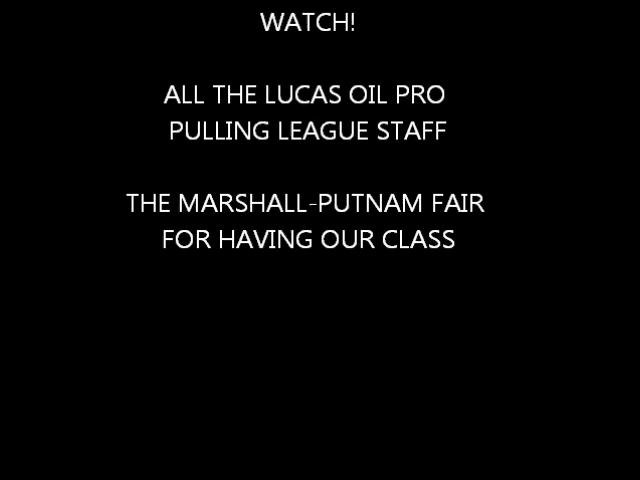 WATCH!
ALL THE LUCAS OIL PRO
PULLING LEAGUE STAFF
THE MARSHALL-PUTNAM FAIR
FOR HAVING OUR CLASS